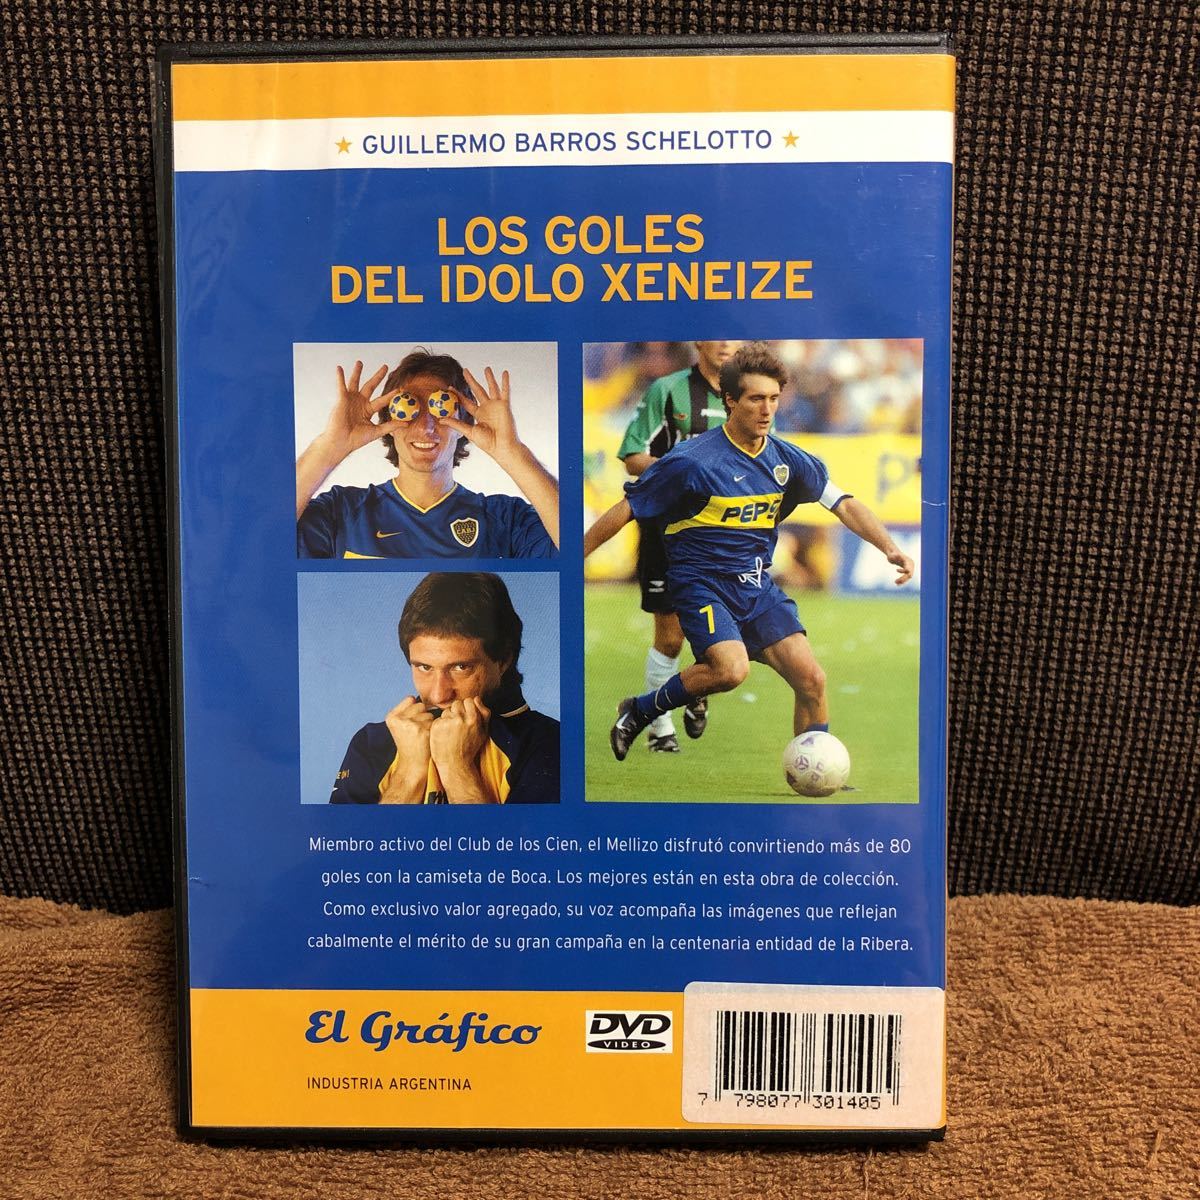 ★ GUILLERMO BARROS SCHELOTTO ★
LOS GOLES
DEL IDOLO XENEIZE
PEPSI
7
Miembro activo del Club de los Cien, el Mellizo disfrutó convirtiendo más de 80
goles con la camiseta de Boca. Los mejores están en esta obra de colección.
Como exclusivo valor agregado, su voz acompaña las imágenes que reflejan
cabalmente el mérito de su gran campaña en la centenaria entidad de la Ribera.
El Gráfico
DVD
VIDEO
INDUSTRIA ARGENTINA
7 798077 301405